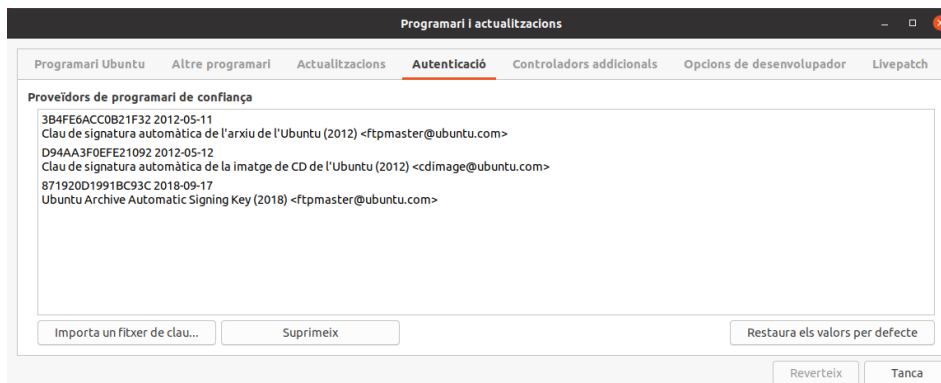 Programari i actualitzacions
Programari Ubuntu Altre programari Actualitzacions Autenticació Controladors addicionals Opcions de desenvolupador Livepatch
Proveïdors de programari de confiança
3B4FE6ACC0B21F32 2012-05-11
Clau de signatura automàtica de l'arxiu de l'Ubuntu (2012) <ftpmaster@ubuntu.com>
D94AA3F0EFE21092 2012-05-12
Clau de signatura automàtica de la imatge de CD de l'Ubuntu (2012) <cdimage@ubuntu.com>
871920D1991BC93C 2018-09-17
Ubuntu Archive Automatic Signing Key (2018) <ftpmaster@ubuntu.com>
Importa un fitxer de clau... Suprimeix Restaura els valors per defecte
Reverteix Tanca